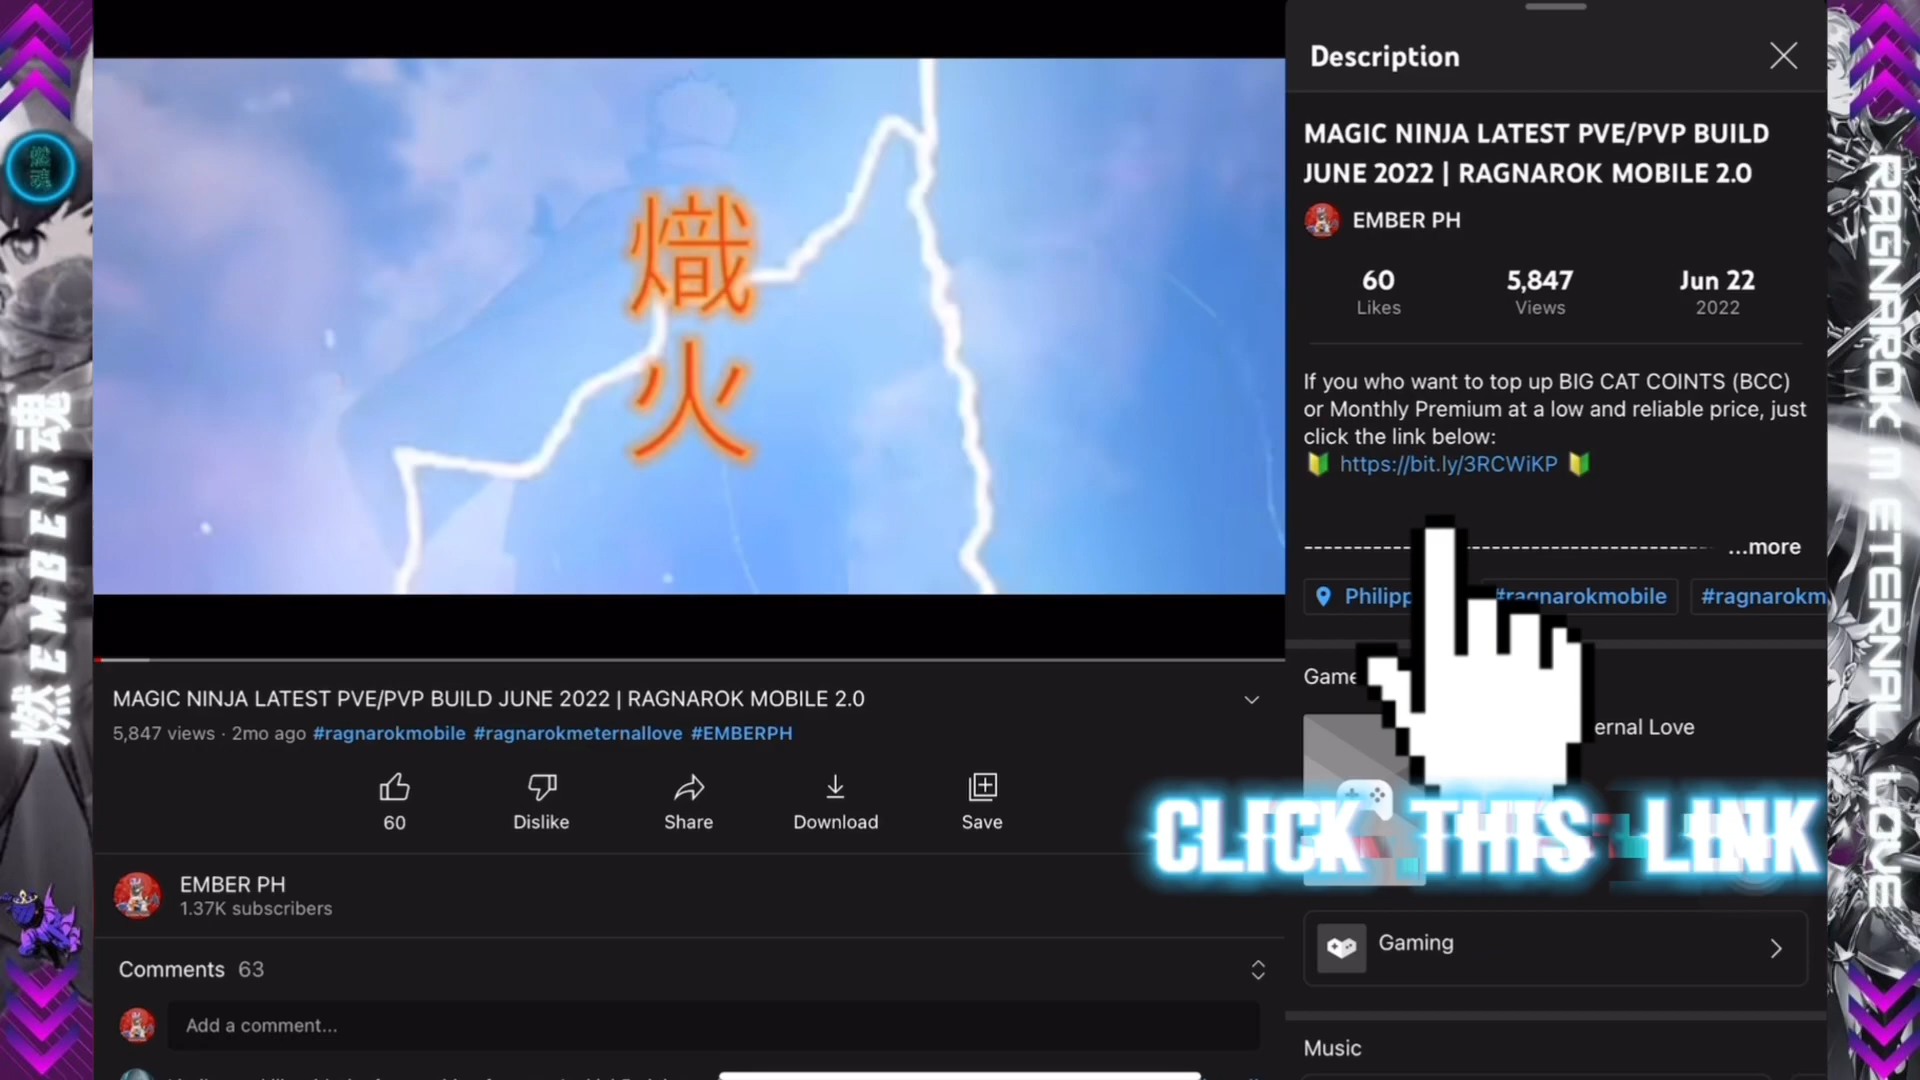 燃EMBER魂
熾
火
MAGIC NINJA LATEST PVE/PVP BUILD JUNE 2022 | RAGNAROK MOBILE 2.0
5,847 views · 2mo ago #ragnarokmobile #ragnarokmeternallove #EMBERPH
60
Dislike
Share
Download
Save
EMBER PH
1.37K subscribers
Comments 63
Add a comment...
Description
MAGIC NINJA LATEST PVE/PVP BUILD
JUNE 2022 | RAGNAROK MOBILE 2.0
EMBER PH
60
5,847
Jun 22
Likes
Views
2022
If you who want to top up BIG CAT COINTS (BCC)
or Monthly Premium at a low and reliable price, just
click the link below:
https://bit.ly/3RCWiKP
...more
Philipp #ragnarokmobile #ragnarokm
Game
ernal Love
CLICK THIS LINK
Gaming
Music
RAGNAROK M ETERNAL LOVE